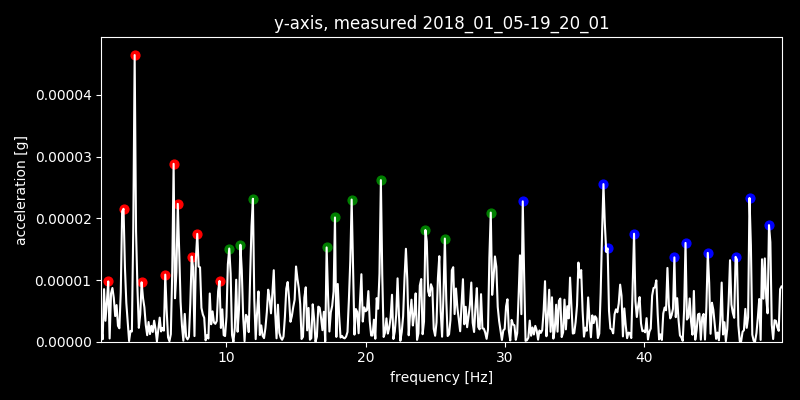 y-axis, measured 2018_01_05-19_20_01
acceleration [g]
0.00004
0.00003
0.00002
0.00001
0.00000
10 20 30 40
frequency [Hz]